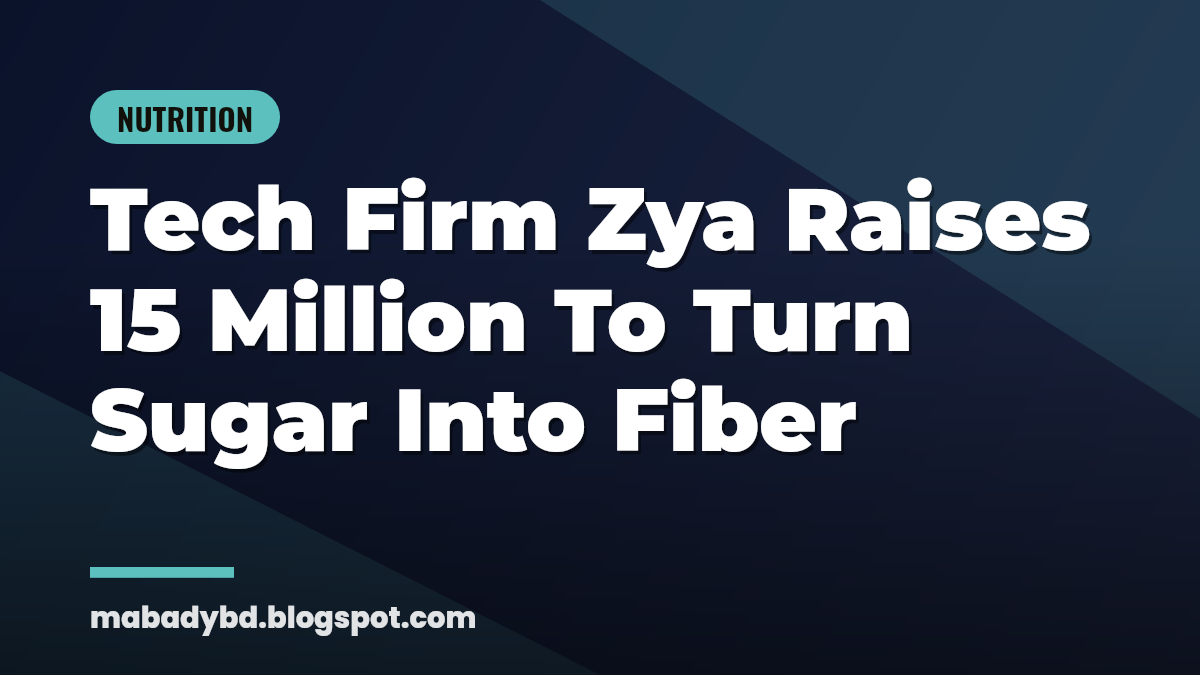 NUTRITION
Tech Firm Zya Raises
15 Million To Turn
Sugar Into Fiber
mabadybd.blogspot.com